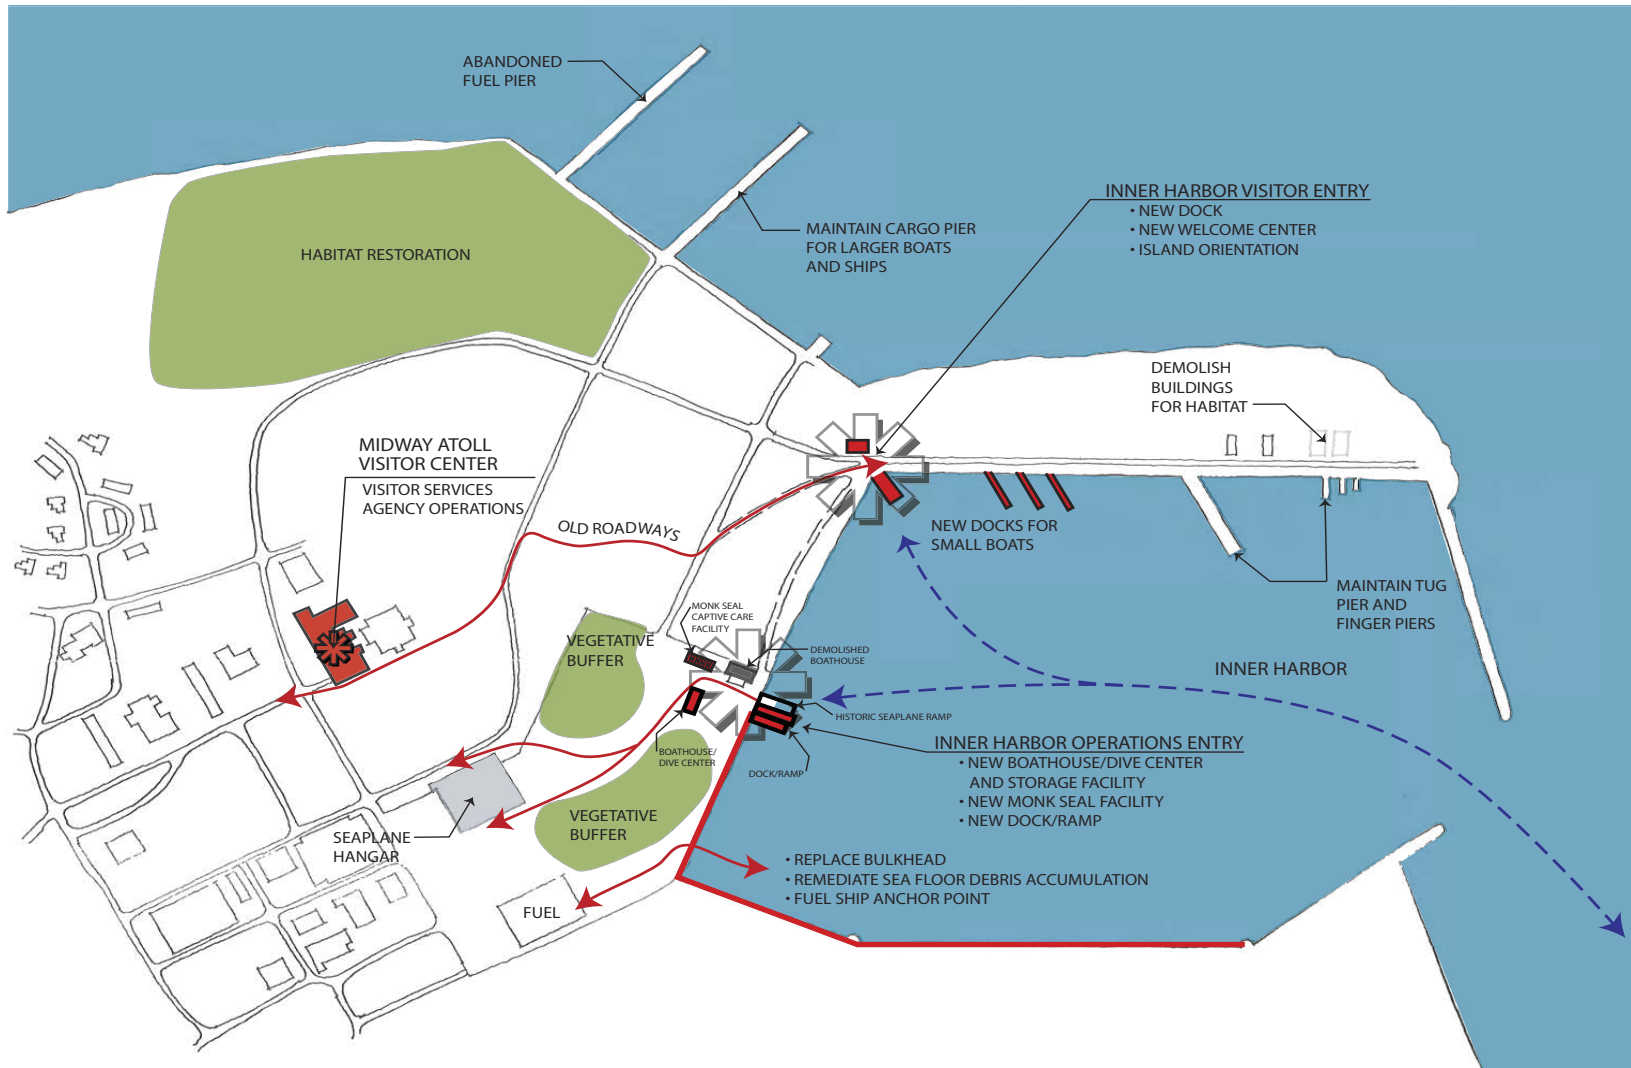 ABANDONED
FUEL PIER
HABITAT RESTORATION
MAINTAIN CARGO PIER
FOR LARGER BOATS
AND SHIPS
INNER HARBOR VISITOR ENTRY
• NEW DOCK
• NEW WELCOME CENTER
• ISLAND ORIENTATION
DEMOLISH
BUILDINGS
FOR HABITAT
MIDWAY ATOLL
VISITOR CENTER
VISITOR SERVICES
AGENCY OPERATIONS
OLD ROADWAYS
NEW DOCKS FOR
SMALL BOATS
MAINTAIN TUG
PIER AND
FINGER PIERS
MONK SEAL
CAPTIVE CARE
FACILITY
VEGETATIVE
BUFFER
DEMOLISHED
BOATHOUSE
INNER HARBOR
HISTORIC SEAPLANE RAMP
BOATHOUSE/
DIVE CENTER
DOCK/RAMP
INNER HARBOR OPERATIONS ENTRY
• NEW BOATHOUSE/DIVE CENTER
AND STORAGE FACILITY
• NEW MONK SEAL FACILITY
• NEW DOCK/RAMP
VEGETATIVE
BUFFER
SEAPLANE
HANGAR
• REPLACE BULKHEAD
• REMEDIATE SEA FLOOR DEBRIS ACCUMULATION
• FUEL SHIP ANCHOR POINT
FUEL